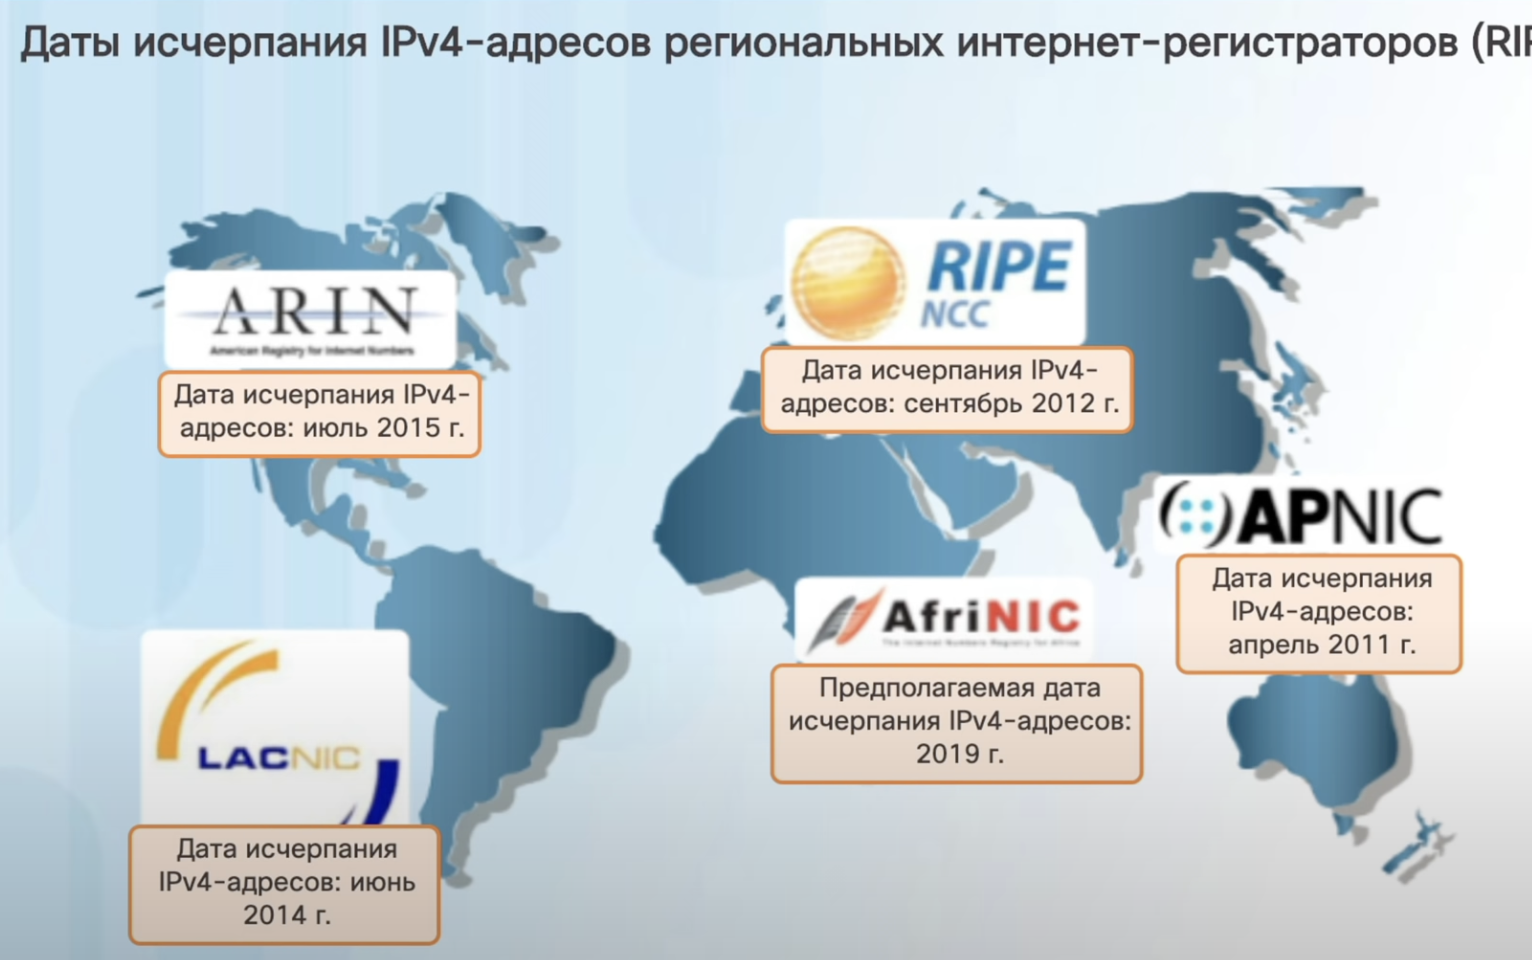 Даты исчерпания IPv4-адресов региональных интернет-регистраторов (RIR
ARIN
American Registry for Internet Numbers
Дата исчерпания IPv4-
адресов: июль 2015 г.
RIPE
NCC
Дата исчерпания IPv4-
адресов: сентябрь 2012 г.
APNIC
Дата исчерпания
IPv4-адресов:
апрель 2011 г.
AfriNIC
The Internet Numbers Registry for Africa
Предполагаемая дата
исчерпания IPv4-адресов:
2019 г.
LACNIC
Дата исчерпания
IPv4-адресов: июнь
2014 г.